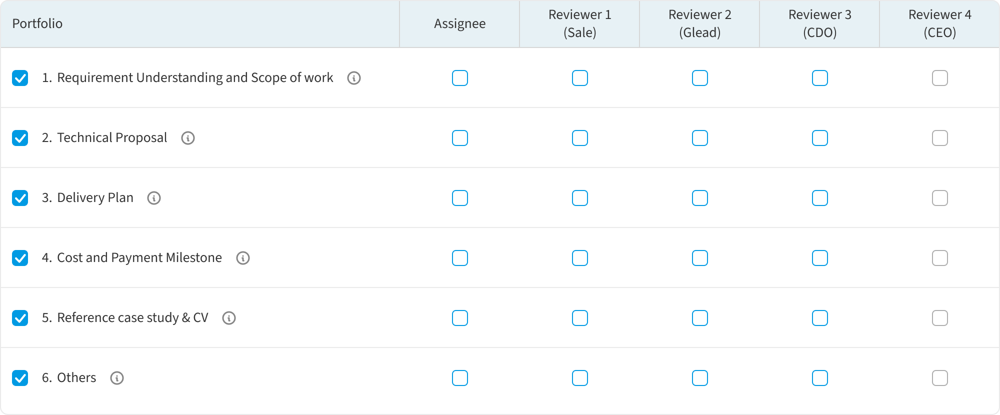 Portfolio
Assignee
Reviewer 1
(Sale)
Reviewer 2
(Glead)
Reviewer 3
(CDO)
Reviewer 4
(CEO)
1. Requirement Understanding and Scope of work
2. Technical Proposal
3. Delivery Plan
4. Cost and Payment Milestone
5. Reference case study & CV
6. Others